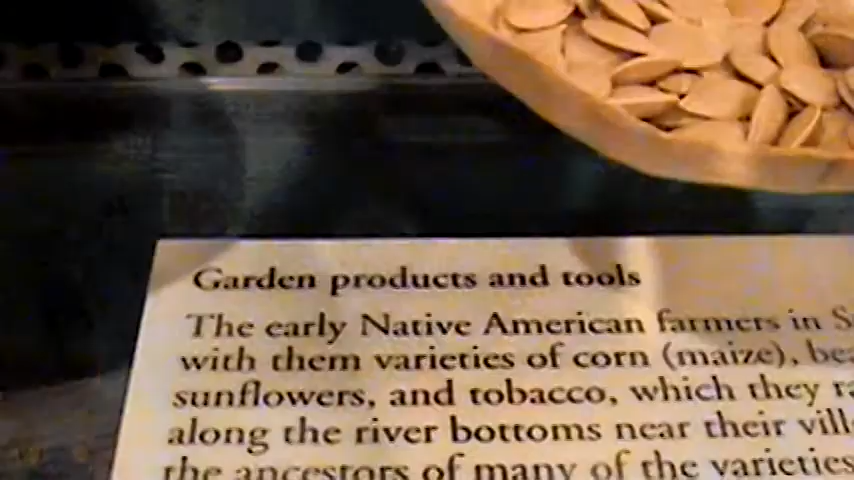 Garden products and tools
The early Native American farmers in
with them varieties of corn (maize),
sunflowers, and tobacco, which they
along the river bottoms near their
the ancestors of many of the varieties